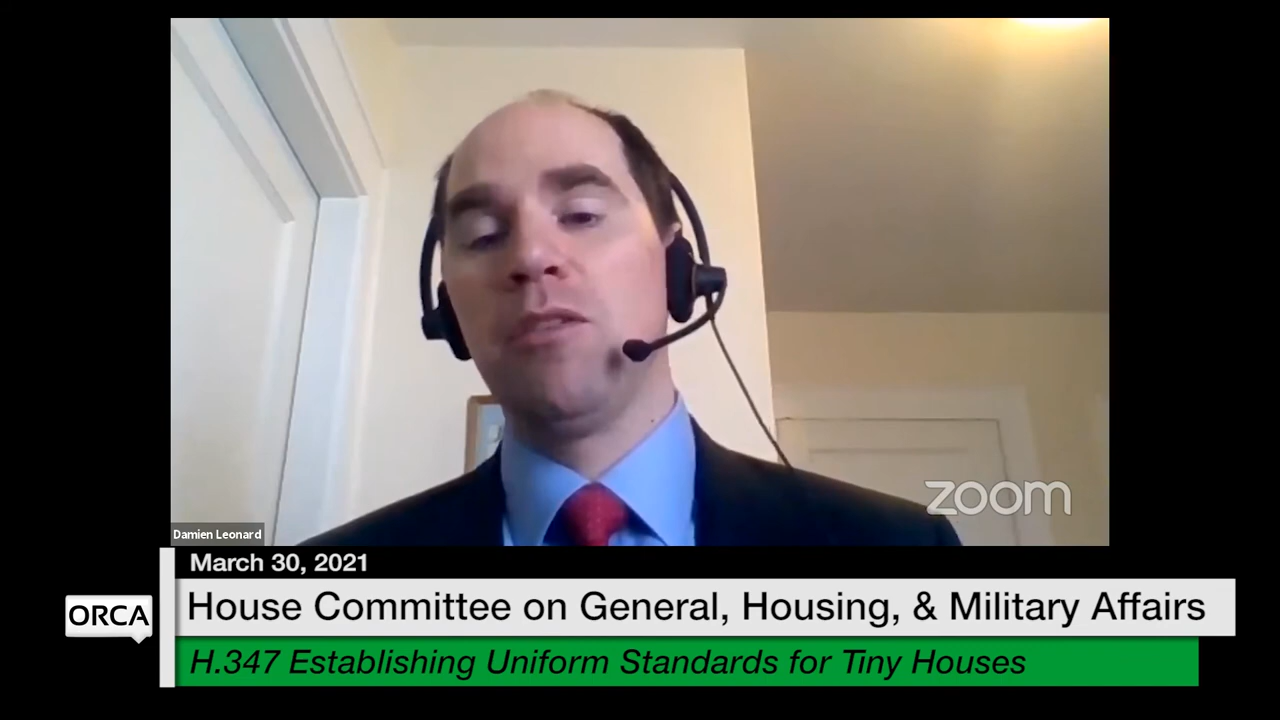 zoom
Damien Leonard
March 30, 2021
ORCA
House Committee on General, Housing, & Military Affairs
H.347 Establishing Uniform Standards for Tiny Houses